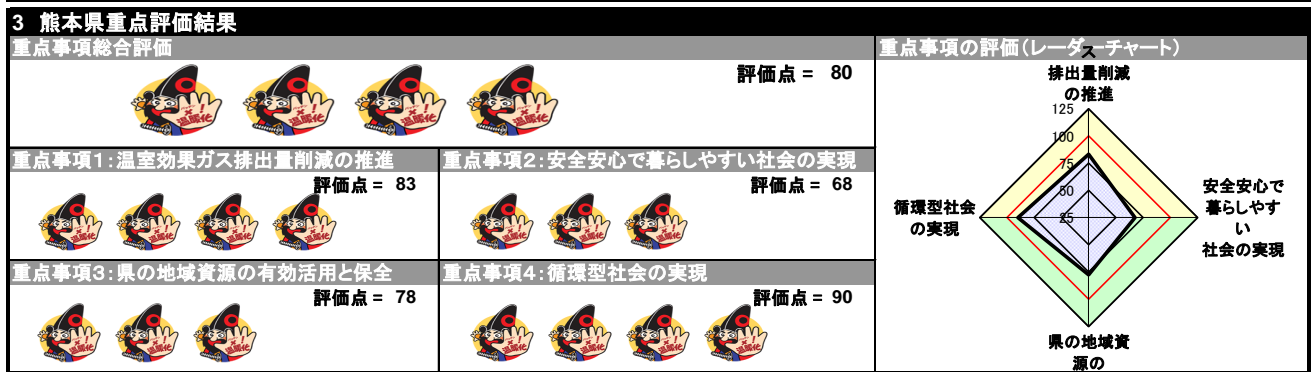 3 熊本県重点評価結果
重点事項総合評価
評価点 = 80
重点事項1:温室効果ガス排出量削減の推進
評価点 = 83
重点事項2:安全安心で暮らしやすい社会の実現
評価点 = 68
重点事項3:県の地域資源の有効活用と保全
評価点 = 78
重点事項4:循環型社会の実現
評価点 = 90
重点事項の評価(レーダーチャート)
ス
排出量削減
の推進
125
100
75
50
25
安全安心で
暮らしやす
い
社会の実現
循環型社会
の実現
県の地域資
源の